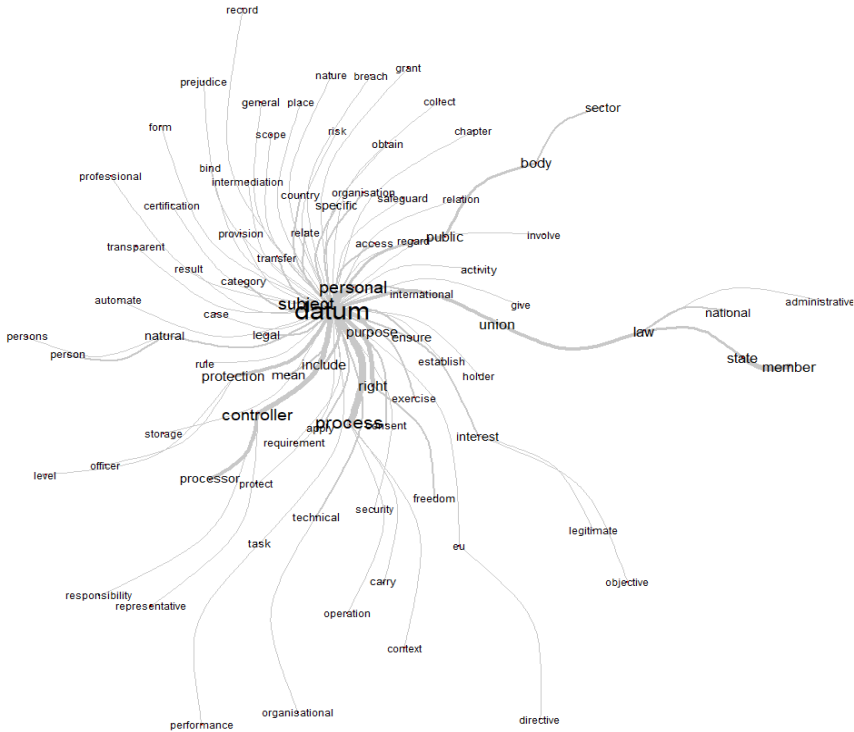 record
grant
nature
breach
prejudice
general
place
collect
sector
form
scope
risk
chapter
obtain
body
bind
professional
intermediation
country
organisation
safeguard
relation
certification
specific
provision
relate
public
involve
transparent
access
regard
transfer
result
category
activity
personal
international
automate
subject
give
administrative
case
datum
national
union
persons
natural
legal
purpose
ensure
law
person
rule
include
establish
state
member
protection
mean
holder
right
exercise
controller
process
consent
apply
storage
requirement
interest
officer
level
processor
protect
freedom
security
technical
legitimate
task
eu
carry
objective
responsibility
representative
operation
context
organisational
directive
performance